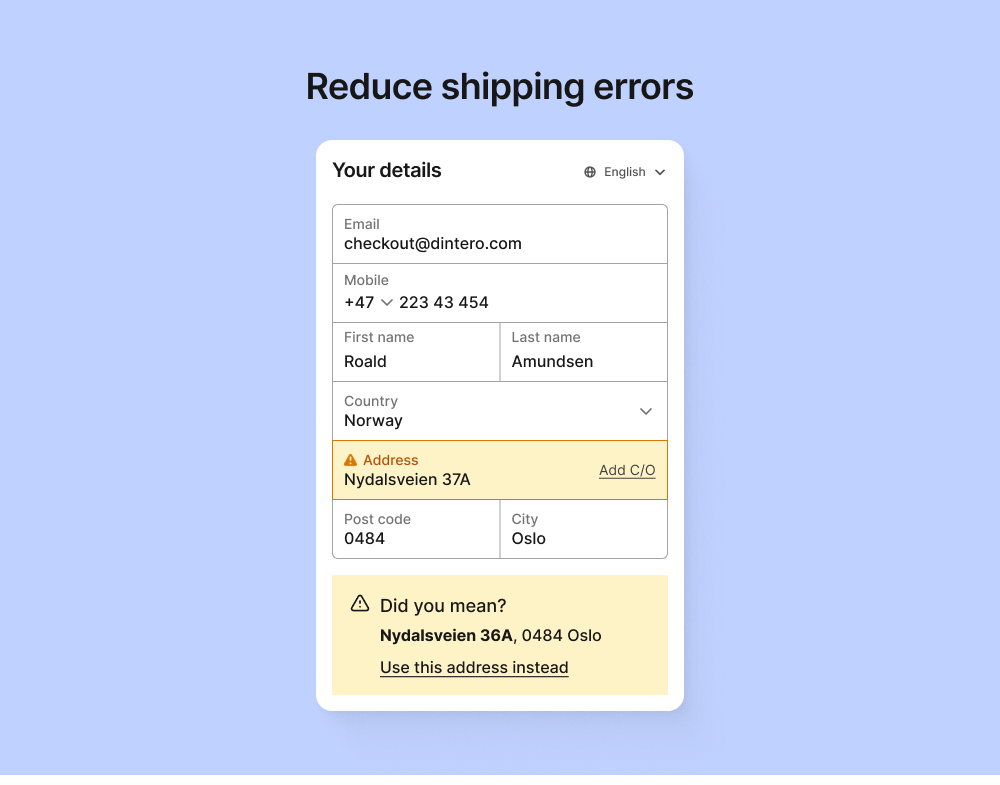 Reduce shipping errors
Your details
English
Email
checkout@dintero.com
Mobile
+47 223 43 454
First name
Last name
Roald
Amundsen
Country
Norway
Address
Nydalsveien 37A
Add C/O
Post code
City
0484
Oslo
Did you mean?
Nydalsveien 36A, 0484 Oslo
Use this address instead